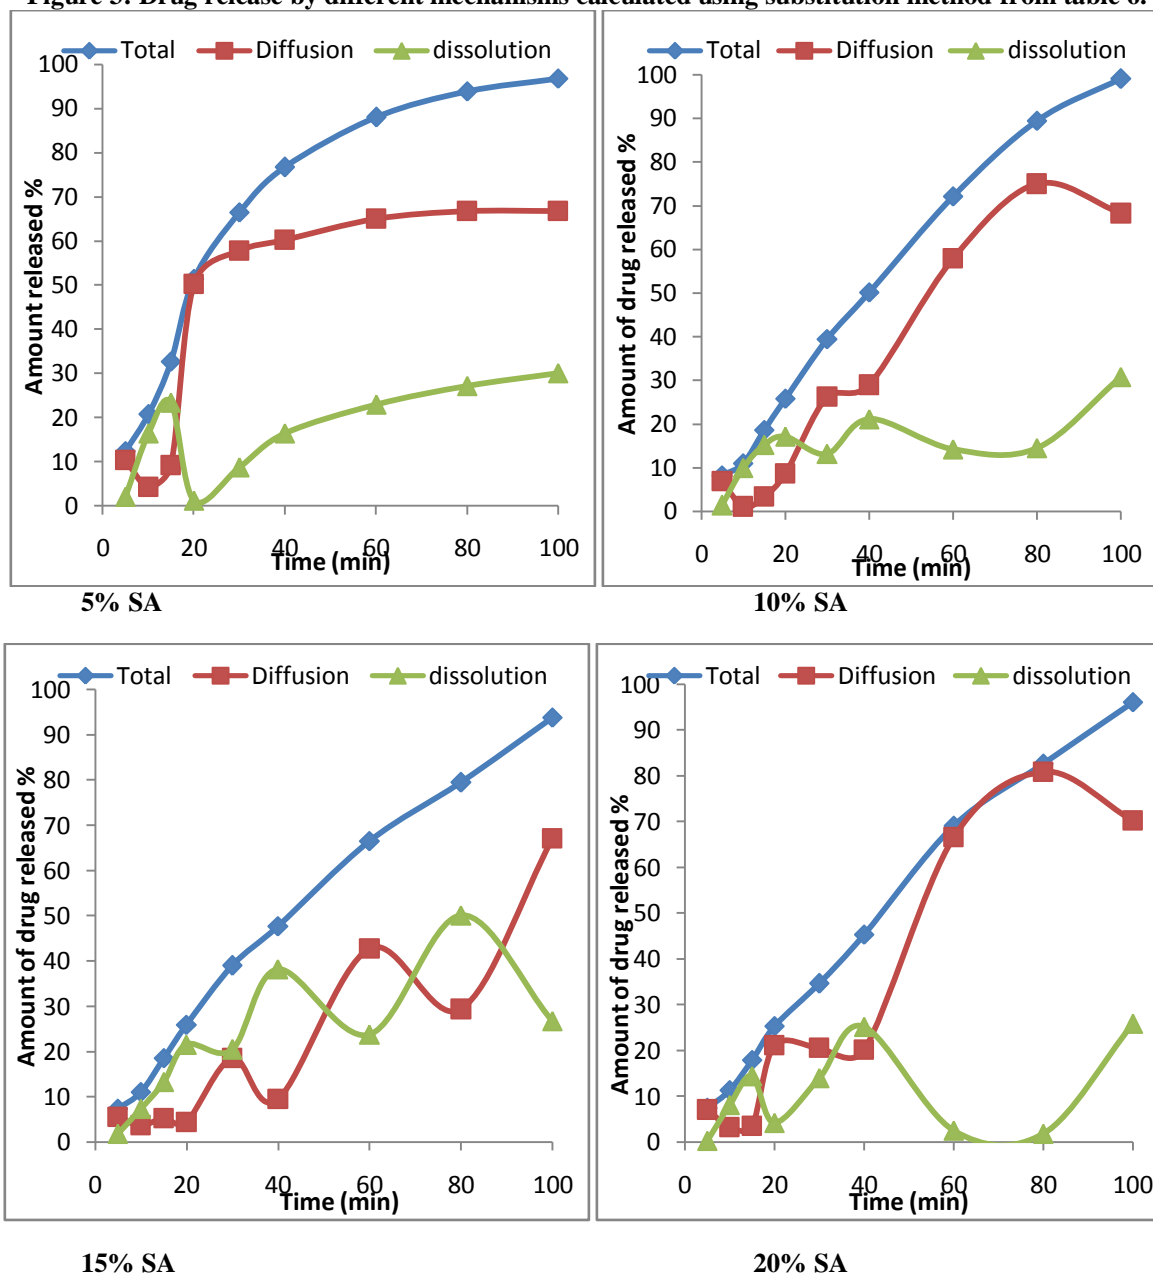 Figure 3: Drug release by different mechanisms calculated using substitution method from table 6.
Total Diffusion dissolution
100
90
80
70
60
50
40
30
20
10
0
Amount released %
0 20 40 60 80 100
Time (min)
5% SA
Total Diffusion dissolution
100
90
80
70
60
50
40
30
20
10
0
Amount of drug released %
0 20 40 60 80 100
Time (min)
10% SA
Total Diffusion dissolution
100
90
80
70
60
50
40
30
20
10
0
Amount of drug released %
0 20 40 60 80 100
Time (min)
15% SA
Total Diffusion dissolution
100
90
80
70
60
50
40
30
20
10
0
Amount of drug released %
0 20 40 60 80 100
Time (min)
20% SA